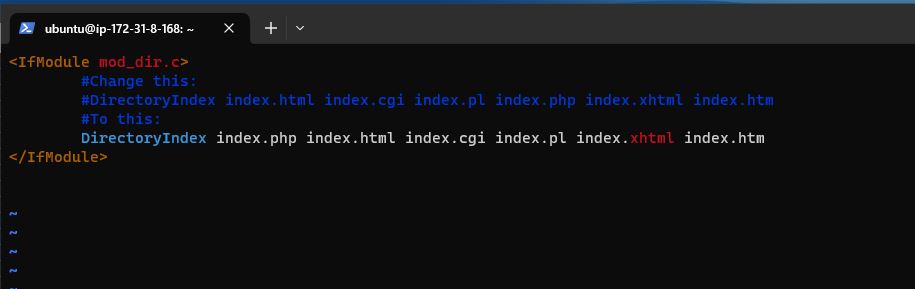 ubuntu@ip-172-31-8-168: ~
<IfModule mod_dir.c>
#Change this:
#DirectoryIndex index.html index.cgi index.pl index.php index.xhtml index.htm
#To this:
DirectoryIndex index.php index.html index.cgi index.pl index.xhtml index.htm
</IfModule>
~
~
~
~
~